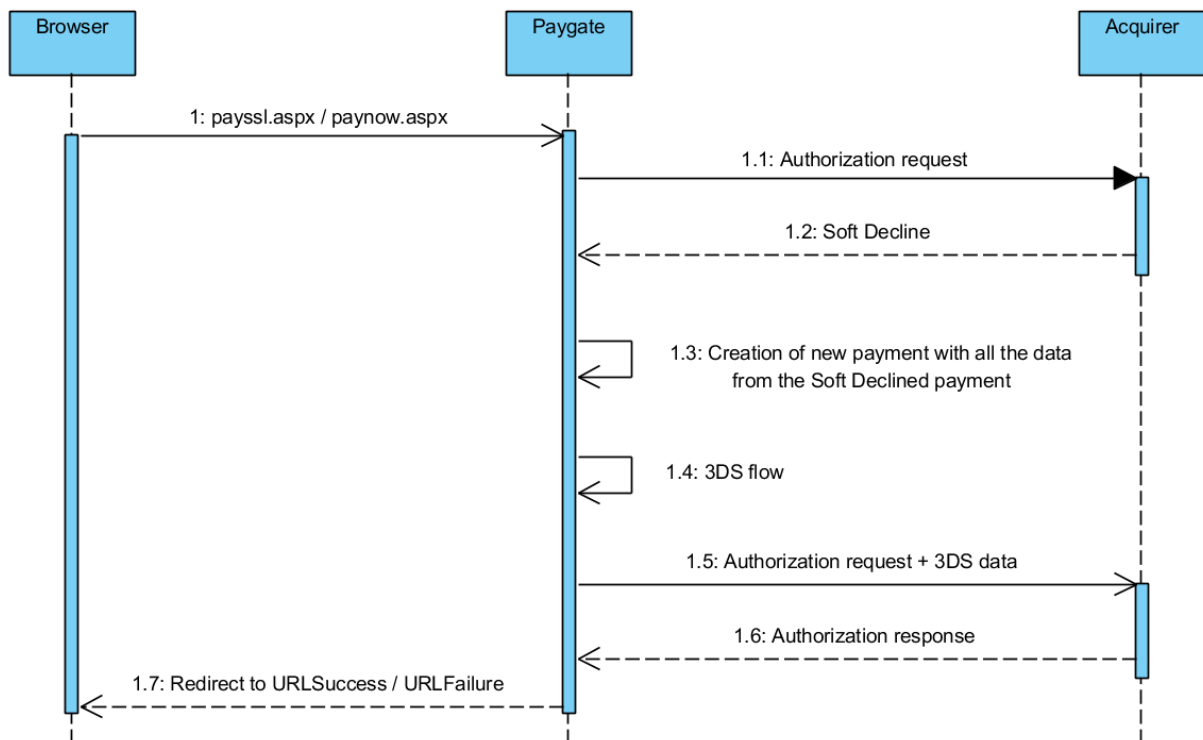 Browser
Paygate
Acquirer
1: payssl.aspx / paynow.aspx
1.1: Authorization request
1.2: Soft Decline
1.3: Creation of new payment with all the data
from the Soft Declined payment
1.4: 3DS flow
1.5: Authorization request + 3DS data
1.6: Authorization response
1.7: Redirect to URLSuccess / URLFailure